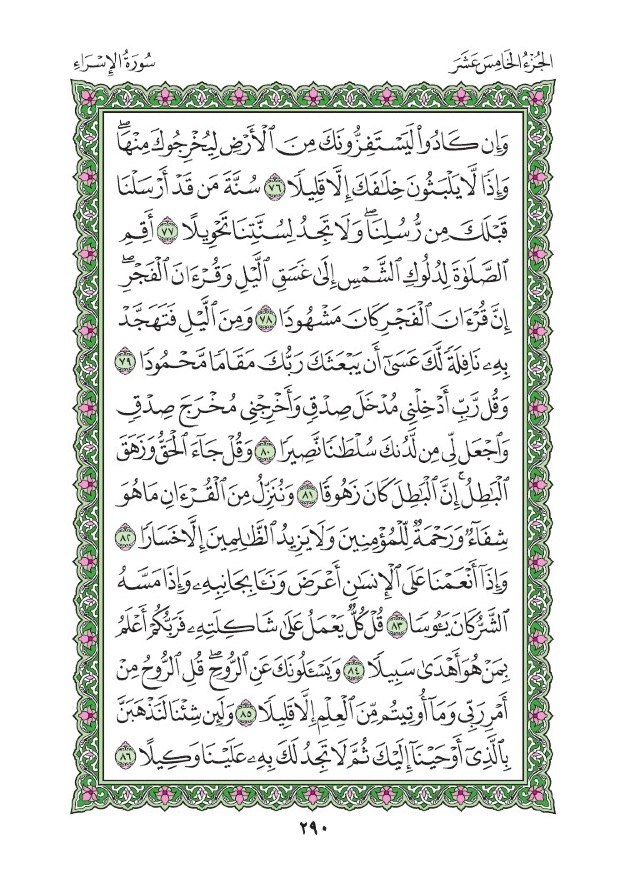 الجُزْءُ الخَامِسَ عَشَرَ
سُورَةُ الإِسْرَاءِ
وَإِن كَادُواْ لَيَسْتَفِزُّونَكَ مِنَ ٱلْأَرْضِ لِيُخْرِجُوكَ مِنْهَاۖ
وَإِذًا لَّا يَلْبَثُونَ خِلَٰفَكَ إِلَّا قَلِيلًا ٧٦ سُنَّةَ مَن قَدْ أَرْسَلْنَا
قَبْلَكَ مِن رُّسُلِنَاۖ وَلَا تَجِدُ لِسُنَّتِنَا تَحْوِيلًا ٧٧ أَقِمِ
ٱلصَّلَوٰةَ لِدُلُوكِ ٱلشَّمْسِ إِلَىٰ غَسَقِ ٱلَّيْلِ وَقُرْءَانَ ٱلْفَجْرِۖ
إِنَّ قُرْءَانَ ٱلْفَجْرِ كَانَ مَشْهُودًا ٧٨ وَمِنَ ٱلَّيْلِ فَتَهَجَّدْ
بِهِۦ نَافِلَةً لَّكَ عَسَىٰٓ أَن يَبْعَثَكَ رَبُّكَ مَقَامًا مَّحْمُودًا ٧٩
وَقُل رَّبِّ أَدْخِلْنِي مُدْخَلَ صِدْقٍ وَأَخْرِجْنِي مُخْرَجَ صِدْقٍ
وَٱجْعَل لِّي مِن لَّدُنكَ سُلْطَٰنًا نَّصِيرًا ٨٠ وَقُلْ جَآءَ ٱلْحَقُّ وَزَهَقَ
ٱلْبَٰطِلُۚ إِنَّ ٱلْبَٰطِلَ كَانَ زَهُوقًا ٨١ وَنُنَزِّلُ مِنَ ٱلْقُرْءَانِ مَا هُوَ
شِفَآءٌ وَرَحْمَةٌ لِّلْمُؤْمِنِينَ وَلَا يَزِيدُ ٱلظَّٰلِمِينَ إِلَّا خَسَارًا ٨٢
وَإِذَآ أَنْعَمْنَا عَلَى ٱلْإِنسَٰنِ أَعْرَضَ وَنَـَٔا بِجَانِبِهِۦ وَإِذَا مَسَّهُ
ٱلشَّرُّ كَانَ يَـُٔوسًا ٨٣ قُلْ كُلٌّ يَعْمَلُ عَلَىٰ شَاكِلَتِهِۦ فَرَبُّكُمْ أَعْلَمُ
بِمَنْ هُوَ أَهْدَىٰ سَبِيلًا ٨٤ وَيَسْـَٔلُونَكَ عَنِ ٱلرُّوحِۖ قُلِ ٱلرُّوحُ مِنْ
أَمْرِ رَبِّي وَمَآ أُوتِيتُم مِّنَ ٱلْعِلْمِ إِلَّا قَلِيلًا ٨٥ وَلَئِن شِئْنَا لَنَذْهَبَنَّ
بِٱلَّذِيٓ أَوْحَيْنَآ إِلَيْكَ ثُمَّ لَا تَجِدُ لَكَ بِهِۦ عَلَيْنَا وَكِيلًا ٨٦
٢٩٠